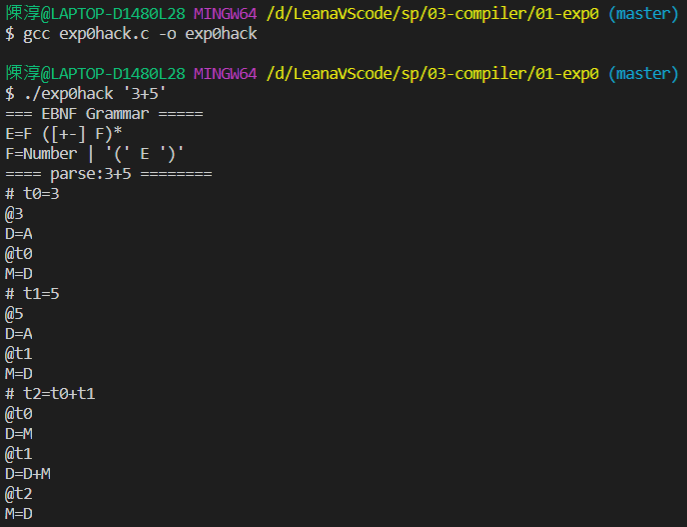 陳淳@LAPTOP-D1480L28 MINGW64 /d/LeanaVScode/sp/03-compiler/01-exp0 (master)
$ gcc exp0hack.c -o exp0hack
陳淳@LAPTOP-D1480L28 MINGW64 /d/LeanaVScode/sp/03-compiler/01-exp0 (master)
$ ./exp0hack '3+5'
=== EBNF Grammar =====
E=F ([+-] F)*
F=Number | '(' E ')'
==== parse:3+5 ========
# t0=3
@3
D=A
@t0
M=D
# t1=5
@5
D=A
@t1
M=D
# t2=t0+t1
@t0
D=M
@t1
D=D+M
@t2
M=D